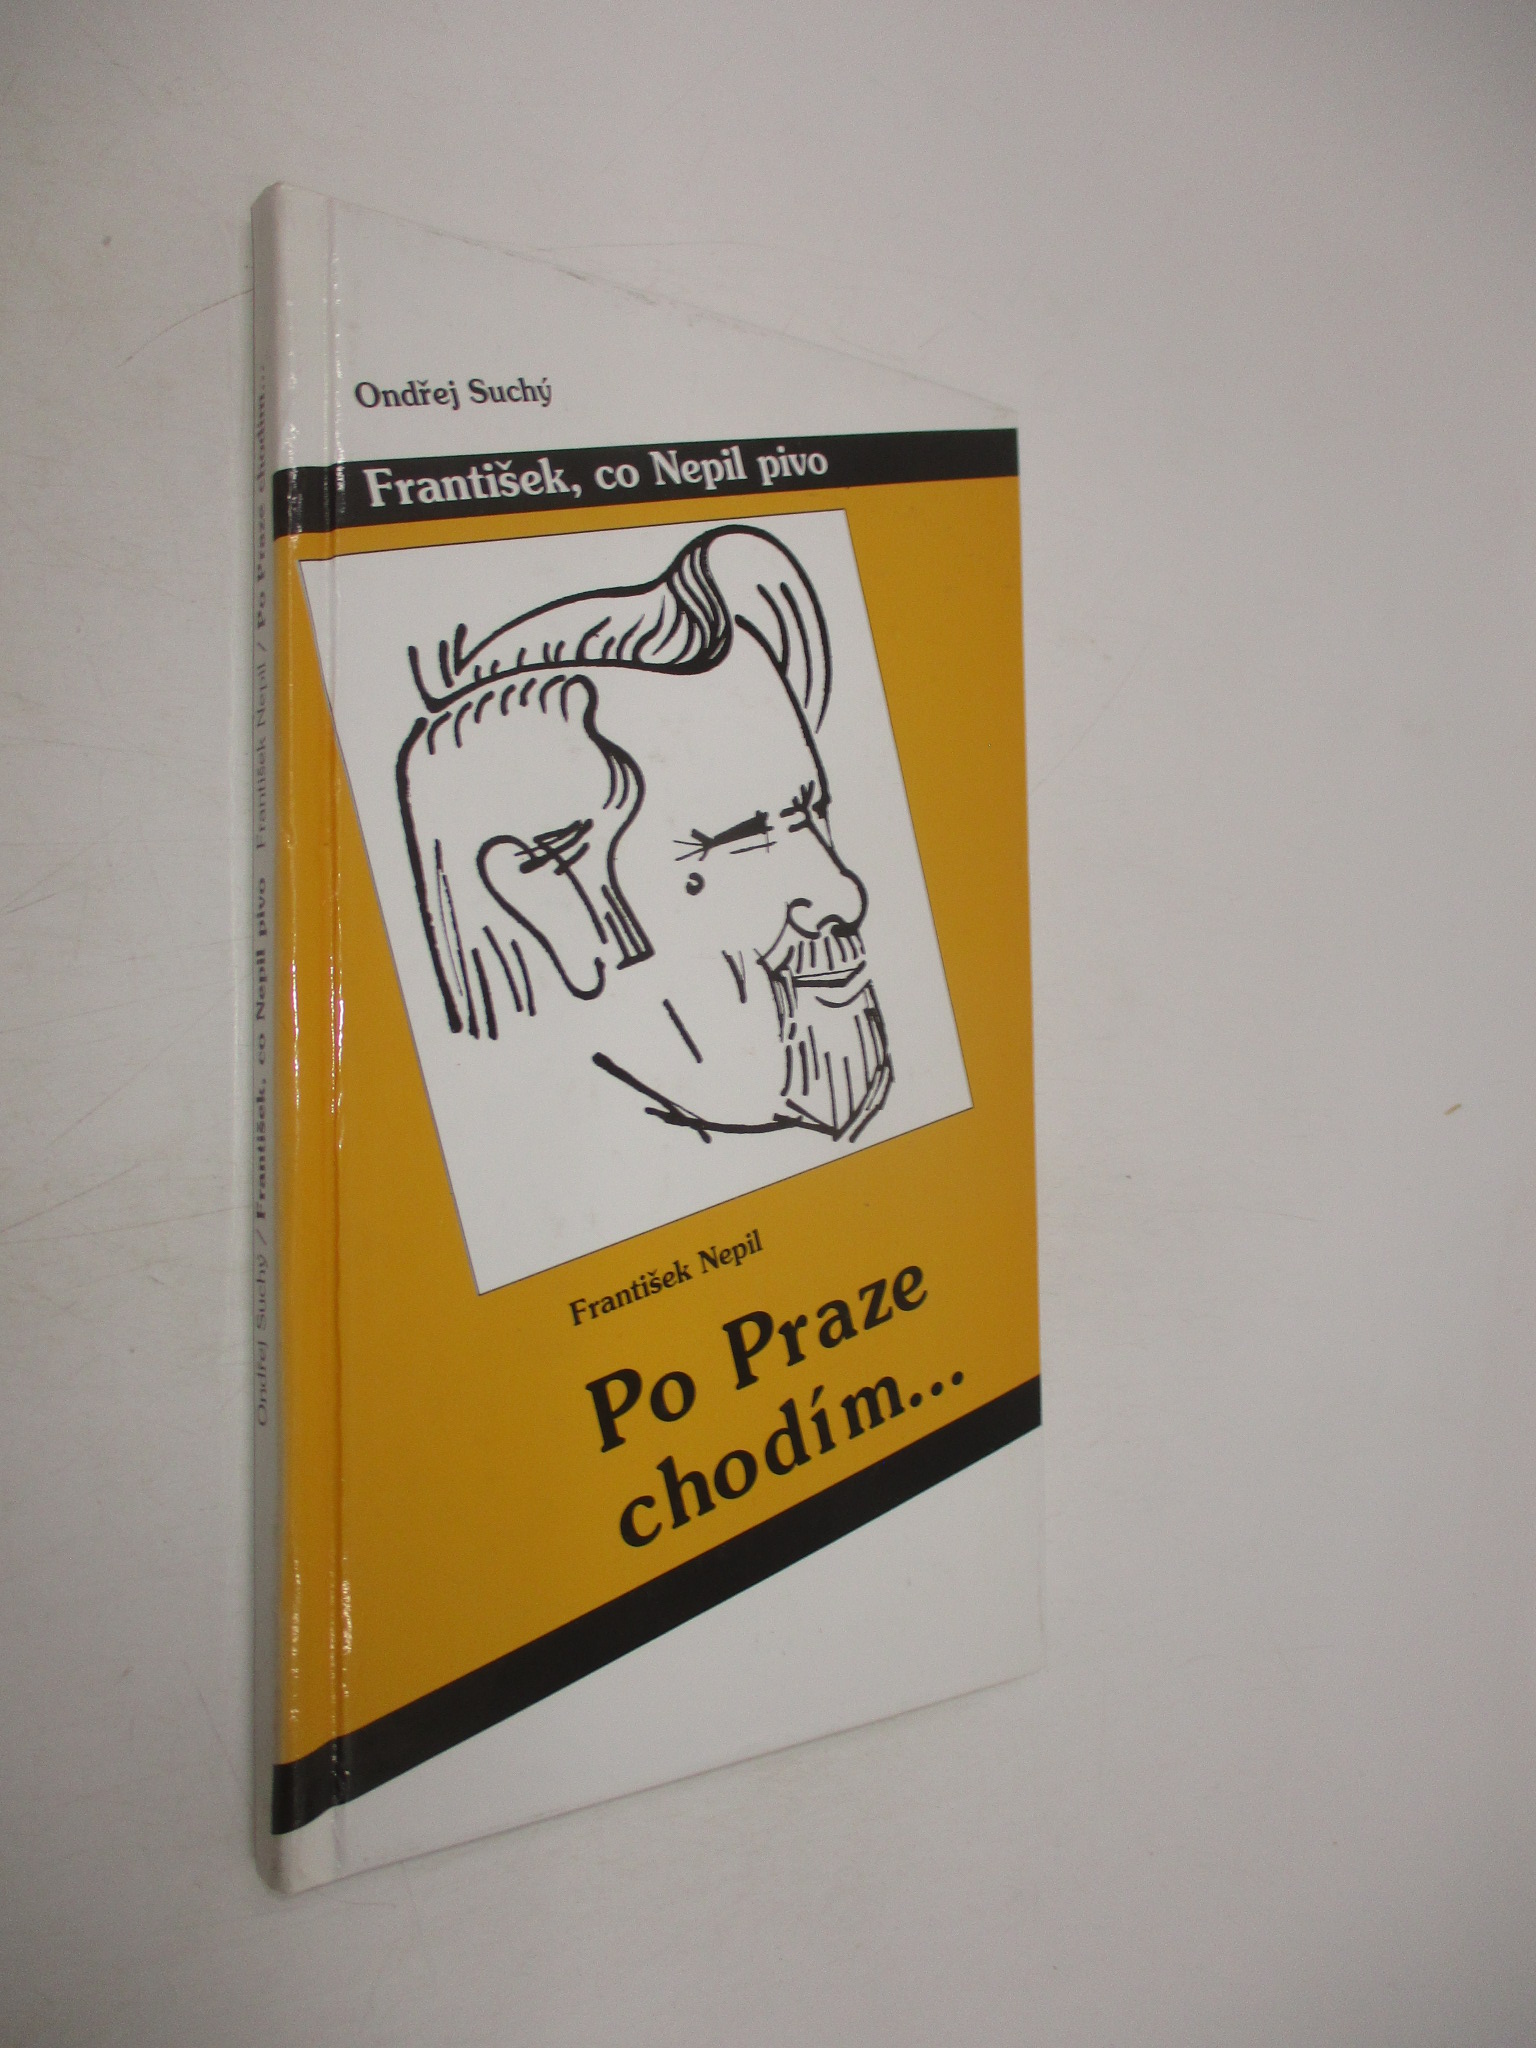 Ondřej Suchý
František, co Nepil pivo
František Nepil
Po Praze
chodím...
Ondřej Suchý / František, co Nepil pivo František Nepil / Po Praze chodím...